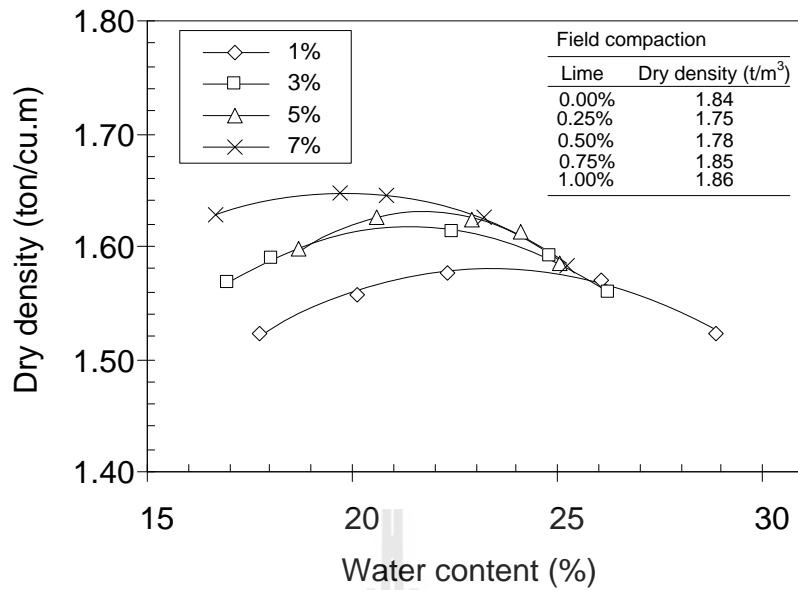 1.80
1%
3%
5%
7%
Field compaction
Lime Dry density (t/m³)
0.00% 1.84
0.25% 1.75
0.50% 1.78
0.75% 1.85
1.00% 1.86
1.70
1.60
1.50
1.40
Dry density (ton/cu.m)
15 20 25 30
Water content (%)